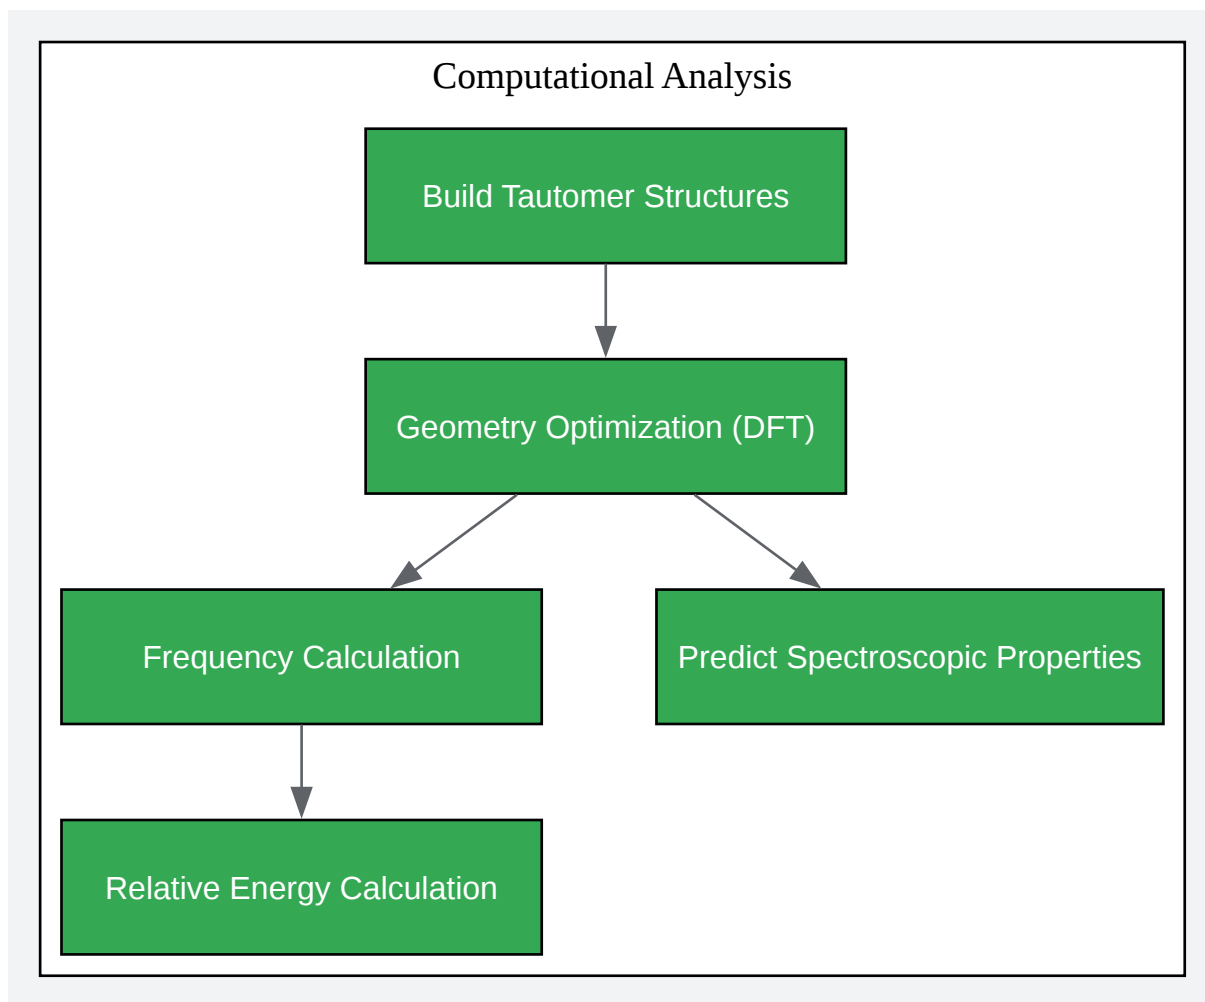 Computational Analysis
Build Tautomer Structures
Geometry Optimization (DFT)
Frequency Calculation
Predict Spectroscopic Properties
Relative Energy Calculation